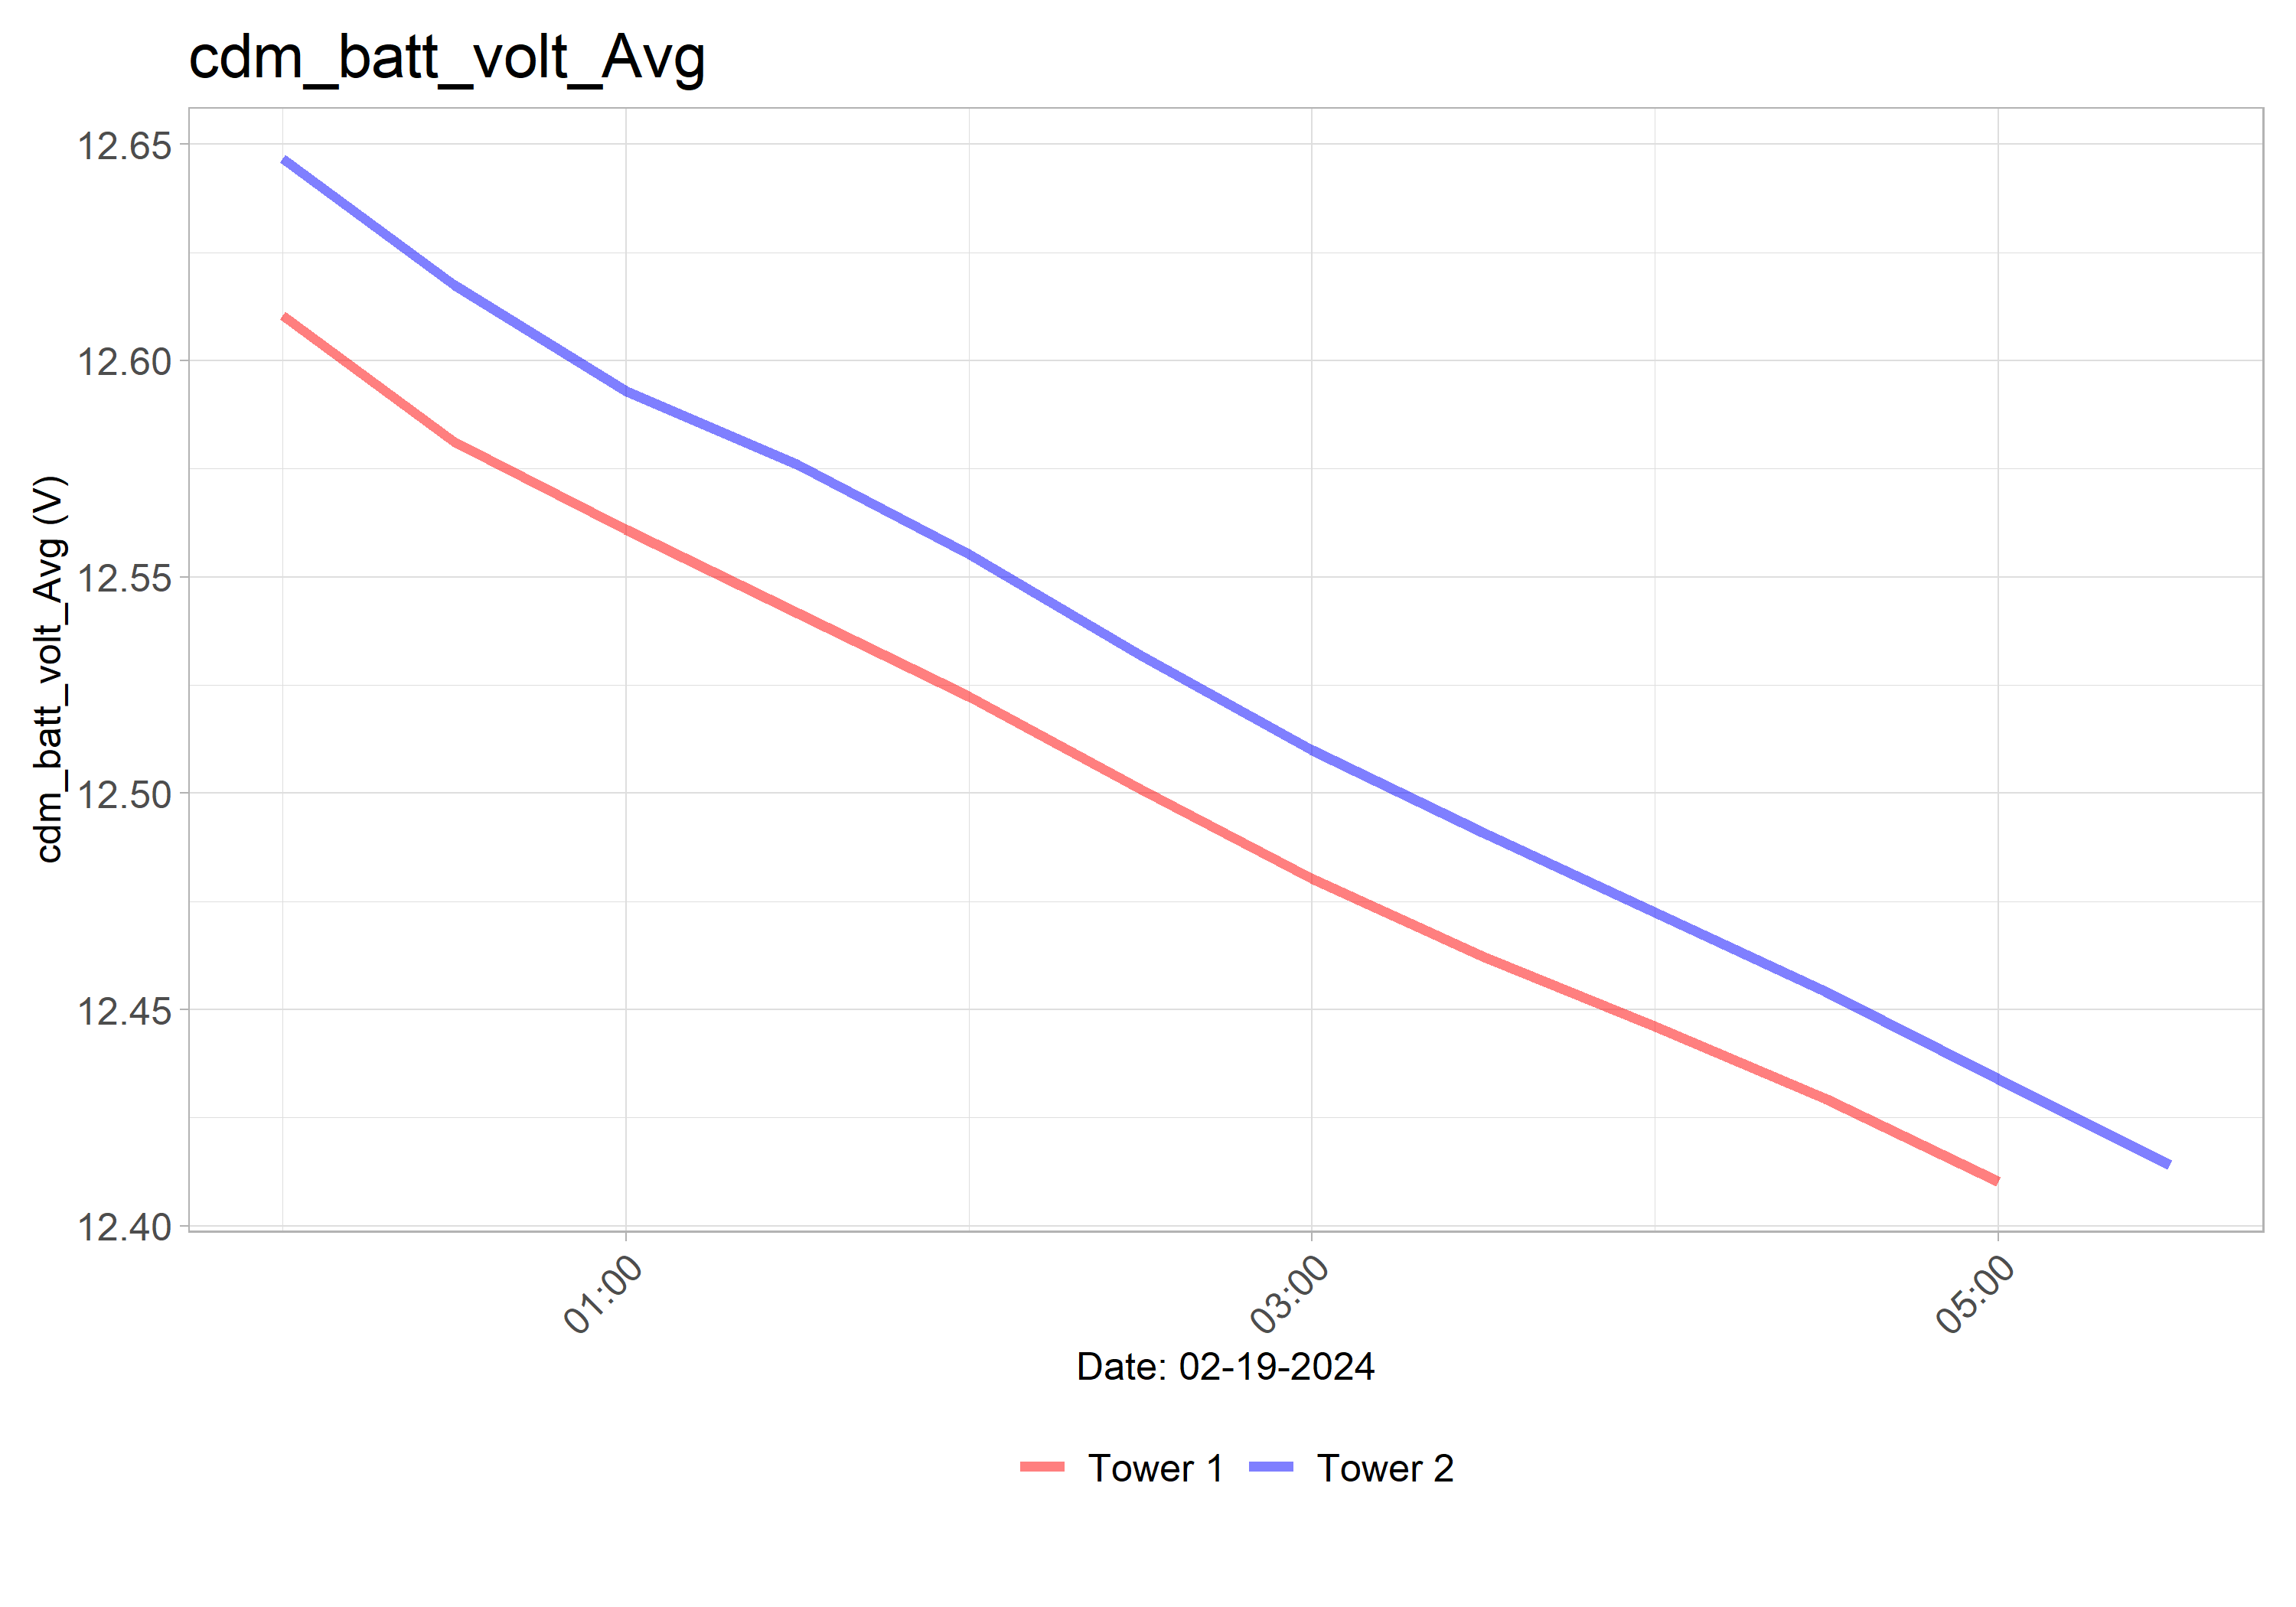 cdm_batt_volt_Avg
cdm_batt_volt_Avg (V)
12.65
12.60
12.55
12.50
12.45
12.40
01:00
03:00
05:00
Date: 02-19-2024
Tower 1
Tower 2